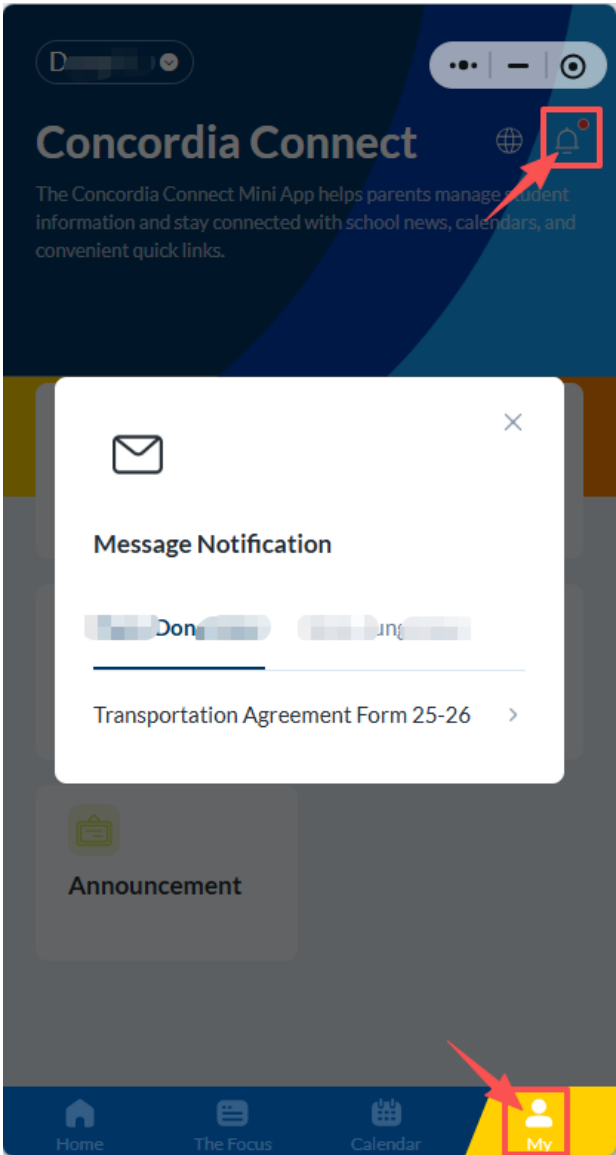 Concordia Connect
The Concordia Connect Mini App helps parents manage student
information and stay connected with school news, calendars, and
convenient quick links.
Message Notification
Transportation Agreement Form 25-26
Announcement
Home
The Focus
Calendar
My